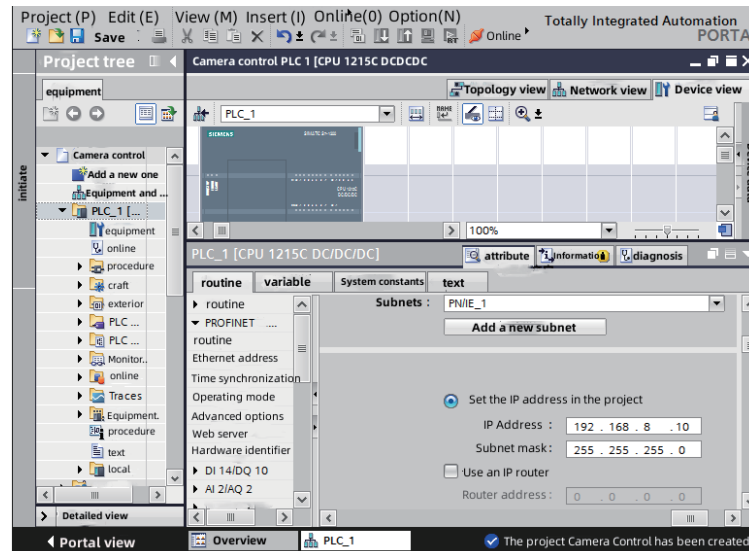 Project (P) Edit (E) View (M) Insert (I) Online(0) Option(N)
Totally Integrated Automation
PORTA
Save
Online
Project tree
Camera control PLC 1 [CPU 1215C DCDCDC
equipment
Topology view
Network view
Device view
PLC_1
initiate
SIEMENS
Camera control
Add a new one
Equipment and ...
PLC_1 [...
equipment
online
procedure
craft
exterior
PLC ...
PLC ...
Monitor..
online
Traces
Equipment.
procedure
text
local
Detailed view
Portal view
100%
PLC_1 [CPU 1215C DC/DC/DC]
attribute
Informatio
diagnosis
routine
variable
System constants
text
routine
PROFINET ....
routine
Ethernet address
Time synchronization
Operating mode
Advanced options
Web server
Hardware identifier
DI 14/DQ 10
AI 2/AQ 2
Subnets :
PN/IE_1
Add a new subnet
Set the IP address in the project
IP Address : 192 . 168 . 8 .10
Subnet mask: 255 . 255 . 255 . 0
Use an IP router
Router address: 0 . 0 . 0 . 0
Overview
PLC_1
The project Camera Control has been created